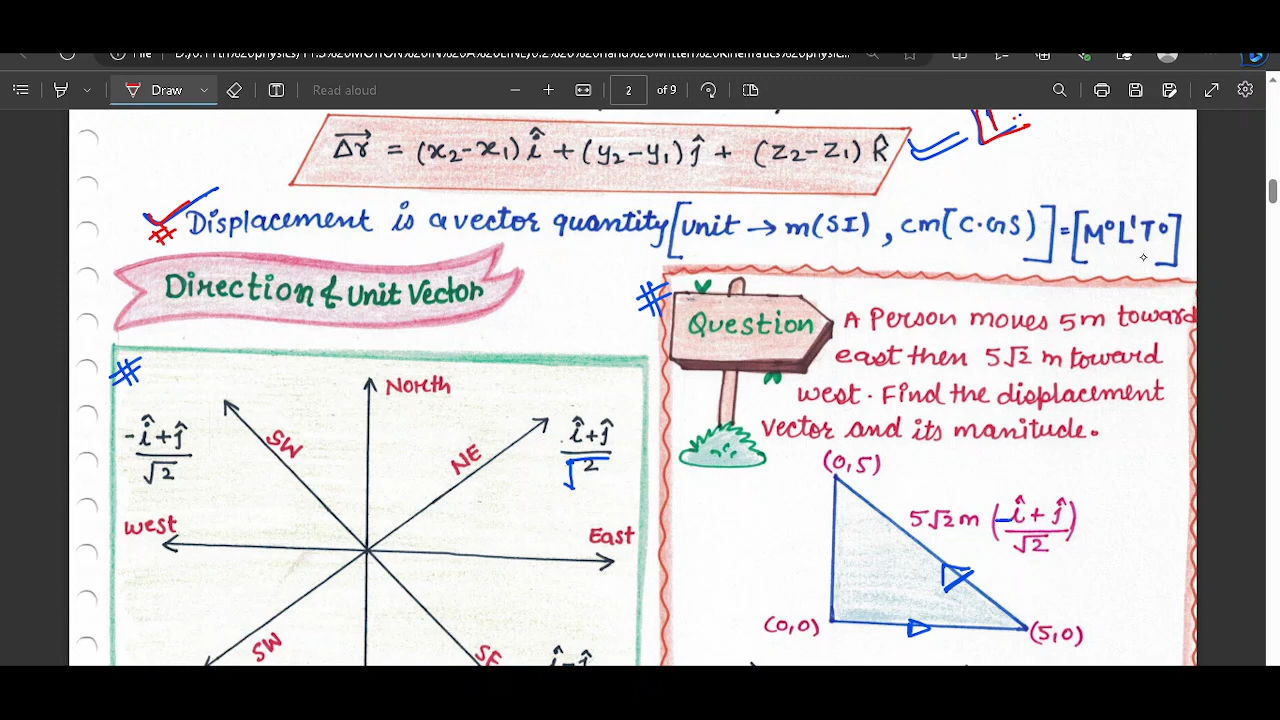 Draw
Read aloud
2 of 9
Δr⃗ = (x₂-x₁) î + (y₂-y₁) ĵ + (z₂-z₁) k̂
Displacement is a vector quantity [unit → m(SI), cm[C.GS)] = [M⁰L¹T⁰]
Direction & Unit Vector
# Question
A Person moves 5m toward
east then 5√2 m toward
west. Find the displacement
Vector and its manitude.
#
North
-î+ĵ
√2
SW
NE
î+ĵ
√2
West
East
SW
SE
î-ĵ
(0,5)
5√2m (-î+ĵ/√2)
(0,0)
(5,0)